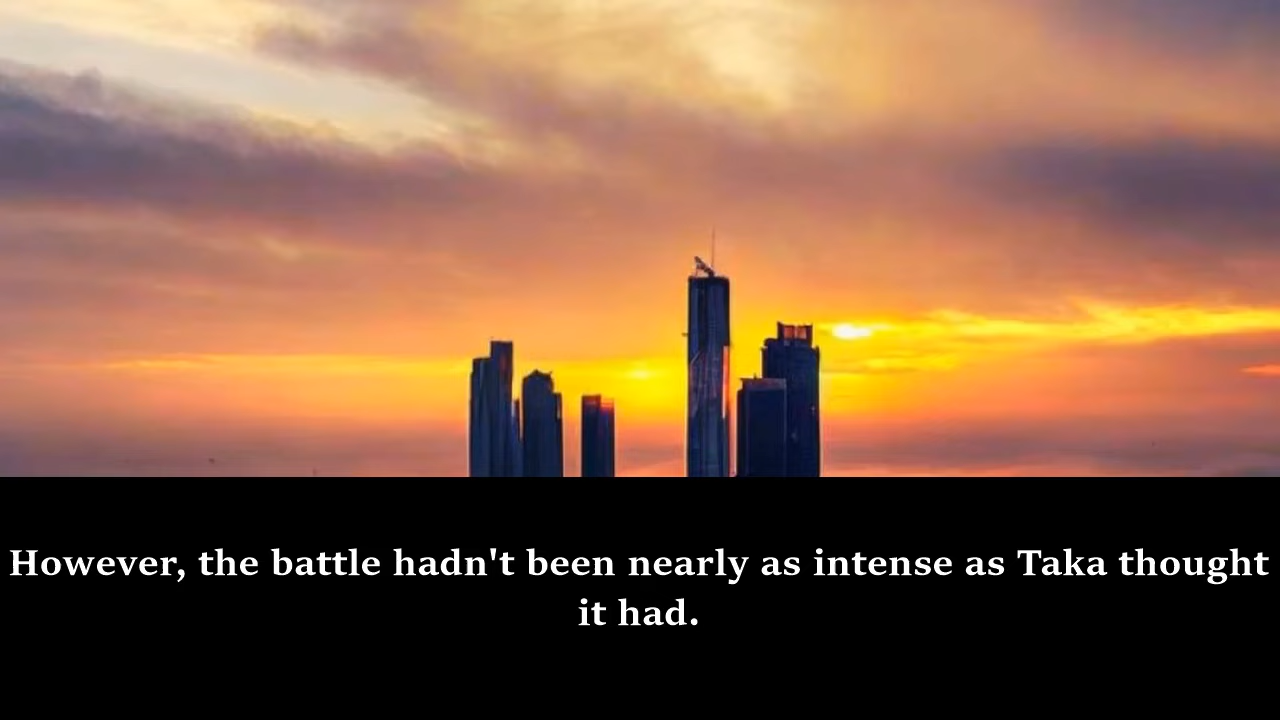 However, the battle hadn't been nearly as intense as Taka thought
it had.